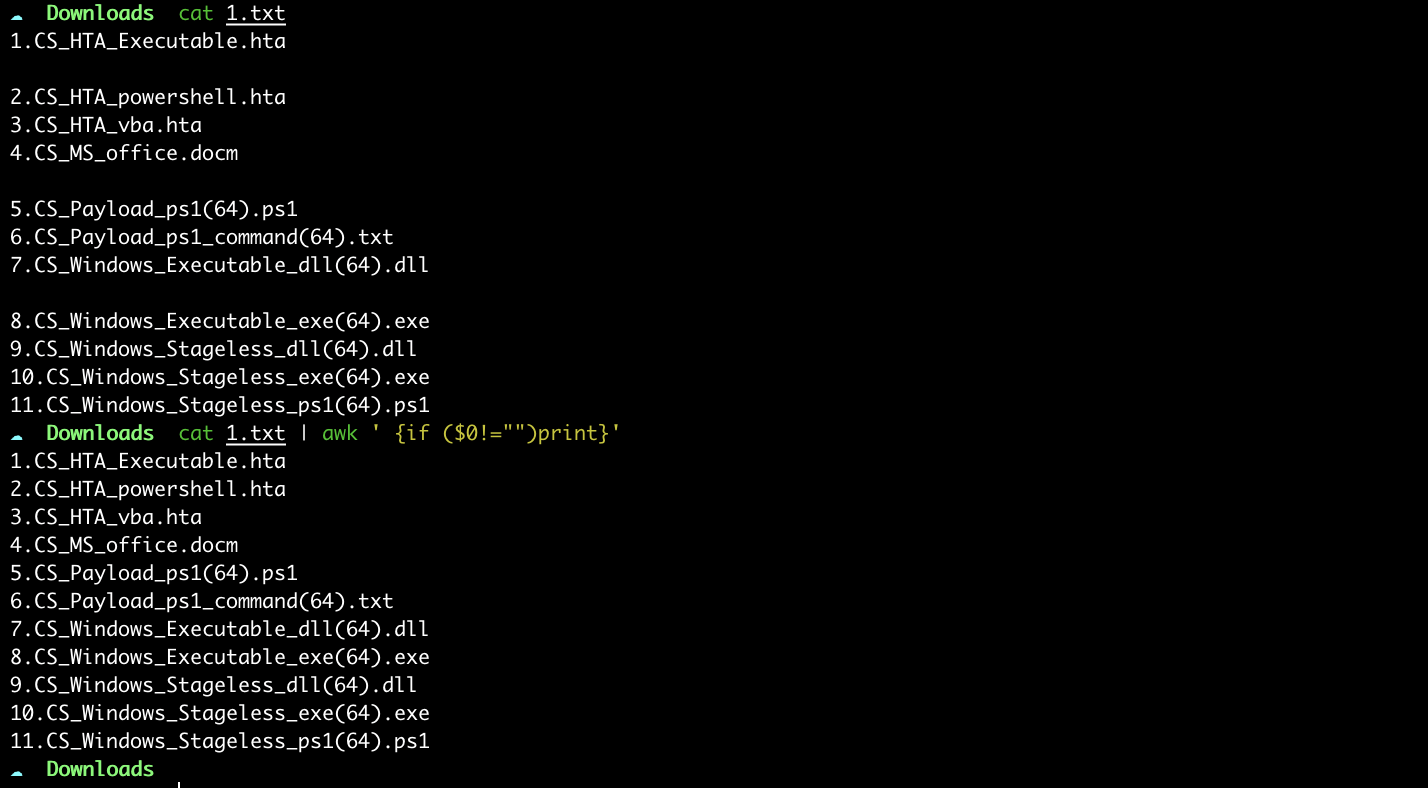 ☁ Downloads cat 1.txt
1.CS_HTA_Executable.hta
2.CS_HTA_powershell.hta
3.CS_HTA_vba.hta
4.CS_MS_office.docm
5.CS_Payload_ps1(64).ps1
6.CS_Payload_ps1_command(64).txt
7.CS_Windows_Executable_dll(64).dll
8.CS_Windows_Executable_exe(64).exe
9.CS_Windows_Stageless_dll(64).dll
10.CS_Windows_Stageless_exe(64).exe
11.CS_Windows_Stageless_ps1(64).ps1
☁ Downloads cat 1.txt | awk ' {if ($0!="")print}'
1.CS_HTA_Executable.hta
2.CS_HTA_powershell.hta
3.CS_HTA_vba.hta
4.CS_MS_office.docm
5.CS_Payload_ps1(64).ps1
6.CS_Payload_ps1_command(64).txt
7.CS_Windows_Executable_dll(64).dll
8.CS_Windows_Executable_exe(64).exe
9.CS_Windows_Stageless_dll(64).dll
10.CS_Windows_Stageless_exe(64).exe
11.CS_Windows_Stageless_ps1(64).ps1
☁ Downloads